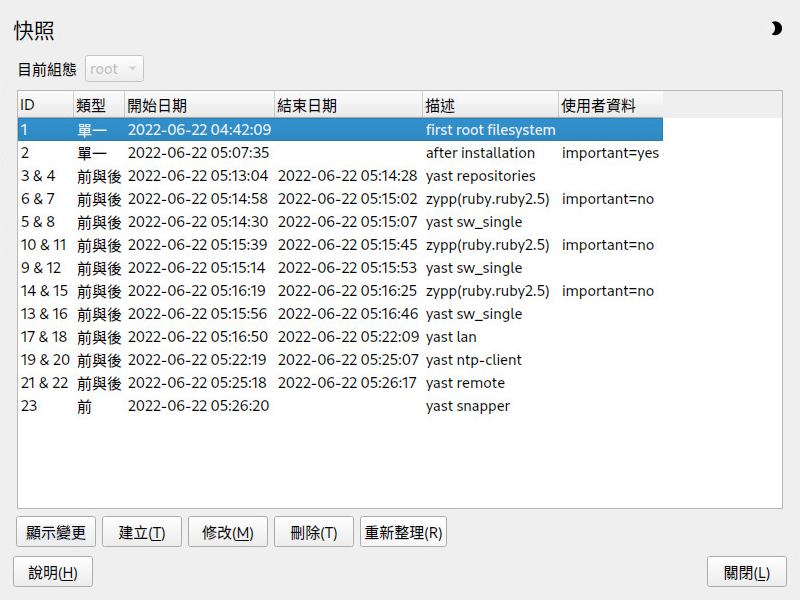 快照
目前組態 root
ID 類型 開始日期 結束日期 描述 使用者資料
1 單一 2022-06-22 04:42:09 first root filesystem
2 單一 2022-06-22 05:07:35 after installation important=yes
3 & 4 前與後 2022-06-22 05:13:04 2022-06-22 05:14:28 yast repositories
6 & 7 前與後 2022-06-22 05:14:58 2022-06-22 05:15:02 zypp(ruby.ruby2.5) important=no
5 & 8 前與後 2022-06-22 05:14:30 2022-06-22 05:15:07 yast sw_single
10 & 11 前與後 2022-06-22 05:15:39 2022-06-22 05:15:45 zypp(ruby.ruby2.5) important=no
9 & 12 前與後 2022-06-22 05:15:14 2022-06-22 05:15:53 yast sw_single
14 & 15 前與後 2022-06-22 05:16:19 2022-06-22 05:16:25 zypp(ruby.ruby2.5) important=no
13 & 16 前與後 2022-06-22 05:15:56 2022-06-22 05:16:46 yast sw_single
17 & 18 前與後 2022-06-22 05:16:50 2022-06-22 05:22:09 yast lan
19 & 20 前與後 2022-06-22 05:22:19 2022-06-22 05:25:07 yast ntp-client
21 & 22 前與後 2022-06-22 05:25:18 2022-06-22 05:26:17 yast remote
23 前 2022-06-22 05:26:20 yast snapper
顯示變更 建立(T) 修改(M) 刪除(T) 重新整理(R)
說明(H) 關閉(L)